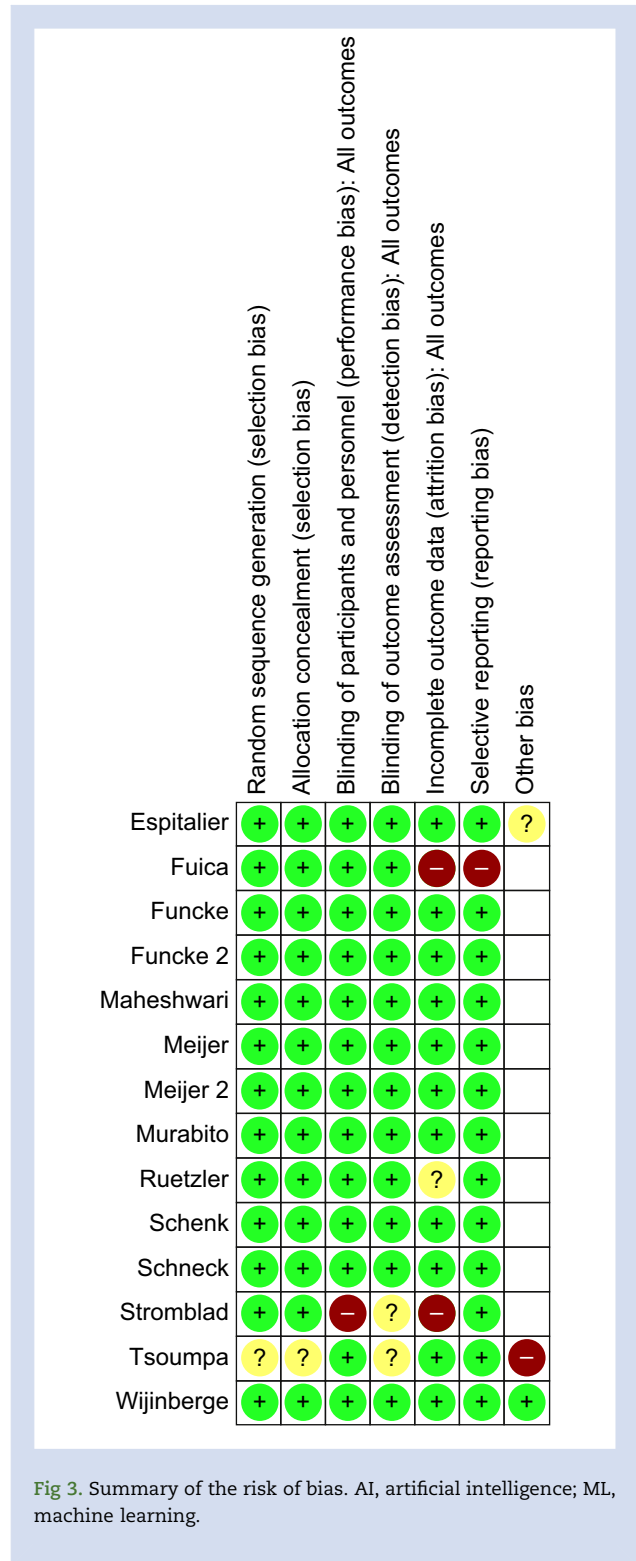 Random sequence generation (selection bias)
Allocation concealment (selection bias)
Blinding of participants and personnel (performance bias): All outcomes
Blinding of outcome assessment (detection bias): All outcomes
Incomplete outcome data (attrition bias): All outcomes
Selective reporting (reporting bias)
Other bias
Espitalier + + + + + + ?
Fuica + + + + – –
Funcke + + + + + +
Funcke 2 + + + + + +
Maheshwari + + + + + +
Meijer + + + + + +
Meijer 2 + + + + + +
Murabito + + + + + +
Ruetzler + + + + ? +
Schenk + + + + + +
Schneck + + + + + +
Stromblad + + – ? – +
Tsoumpa ? ? + ? + + –
Wijinberge + + + + + + +
Fig 3. Summary of the risk of bias. AI, artificial intelligence; ML,
machine learning.